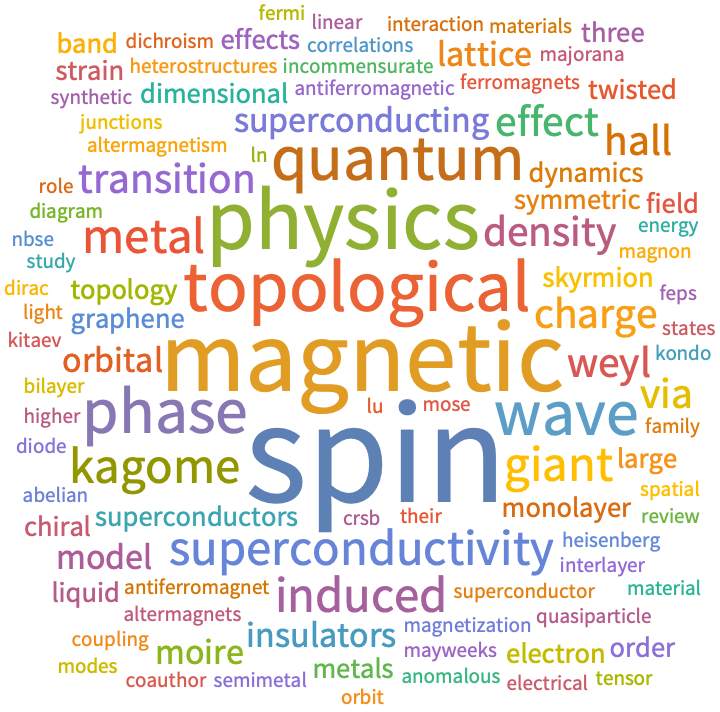 fermi
linear
interaction materials
three
band dichroism effects correlations
lattice majorana
strain heterostructures incommensurate
ferromagnets twisted
synthetic dimensional antiferromagnetic
junctions superconducting effect hall
altermagnetism
ln quantum dynamics
role transition symmetric field
diagram physics density energy
nbse metal magnon
study
dirac topology topological skyrmion feps
light graphene charge states
kitaev orbital magnetic weyl kondo
bilayer via
higher phase lu mose wave family
diode kagome spin giant large
abelian spatial
superconductors crsb their monolayer review
chiral
model superconductivity heisenberg
interlayer
liquid antiferromagnet induced superconductor material
altermagnets quasiparticle
coupling insulators magnetization
moire mayweeks electron order
modes metals anomalous
coauthor semimetal electrical tensor
orbit